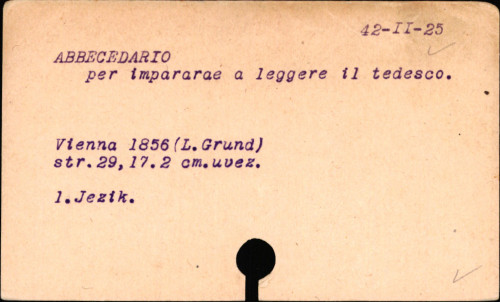 42-II-25
ABBECEDARIO
per impararae a leggere il tedesco.
Vienna 1856(L.Grund)
str.29,17.2 cm.uvez.
1.Jezik.